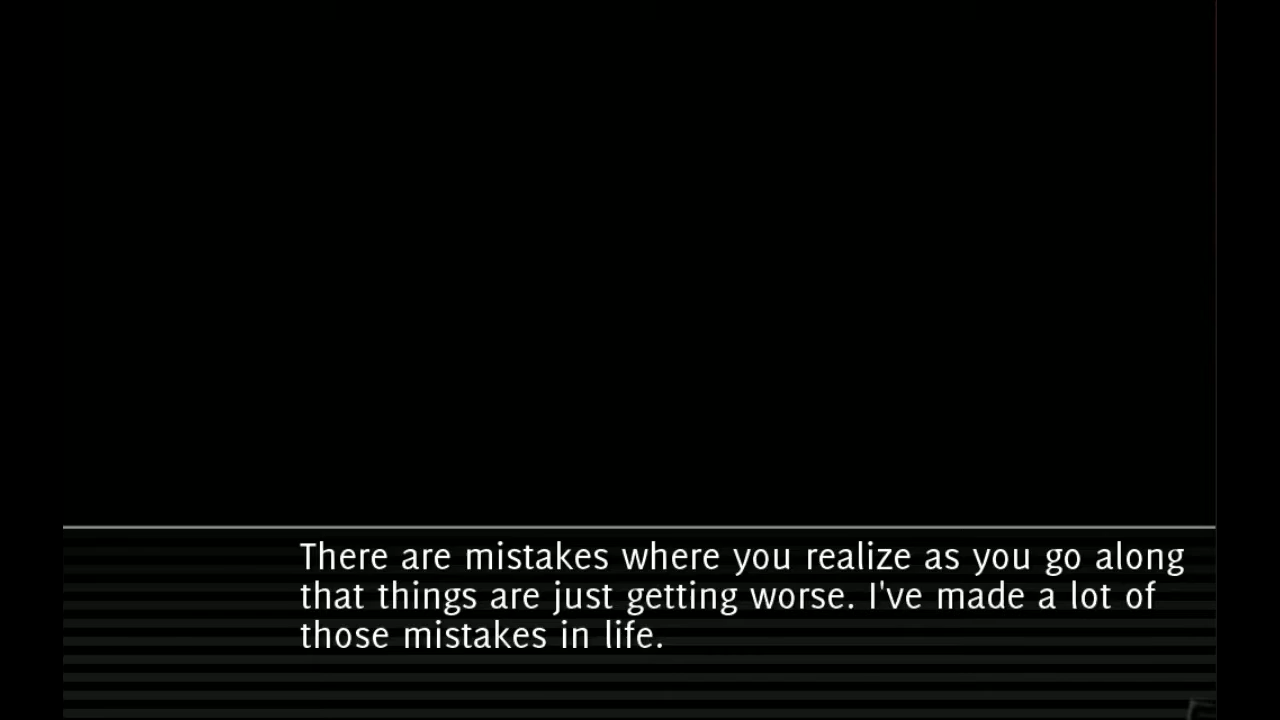 There are mistakes where you realize as you go along
that things are just getting worse. I've made a lot of
those mistakes in life.